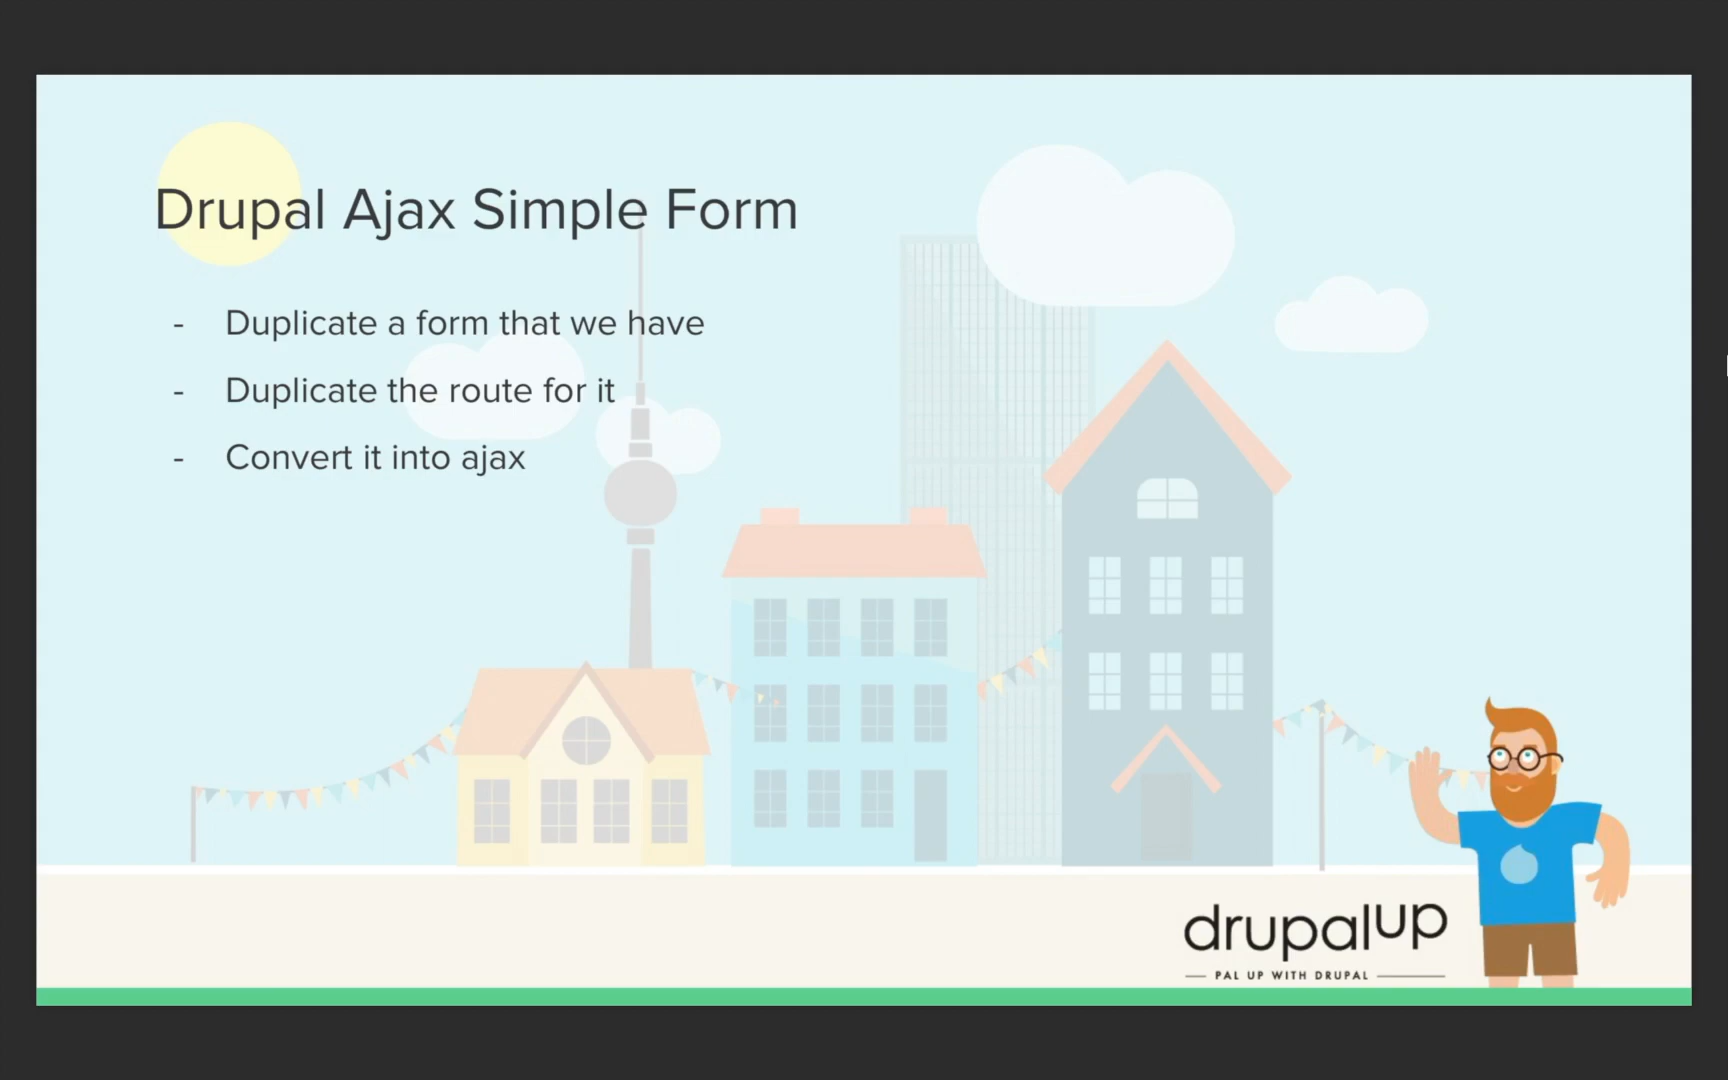 Drupal Ajax Simple Form
- Duplicate a form that we have
- Duplicate the route for it
- Convert it into ajax
drupalup
PAL UP WITH DRUPAL